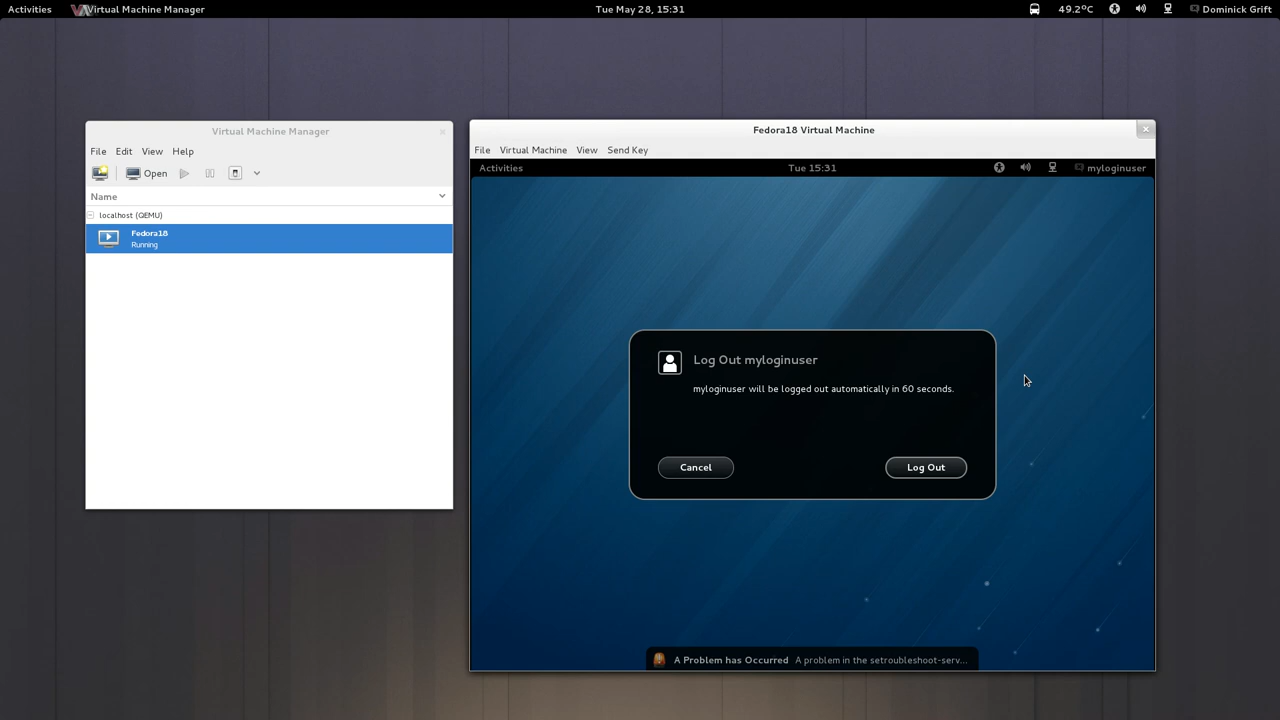 Activities Virtual Machine Manager Tue May 28, 15:31 49.2°C Dominick Grift
Virtual Machine Manager
File Edit View Help
Open
Name
localhost (QEMU)
Fedora18
Running
Fedora18 Virtual Machine
File Virtual Machine View Send Key
Activities Tue 15:31 myloginuser
Log Out myloginuser
myloginuser will be logged out automatically in 60 seconds.
Cancel Log Out
A Problem has Occurred A problem in the setroubleshoot-serv...